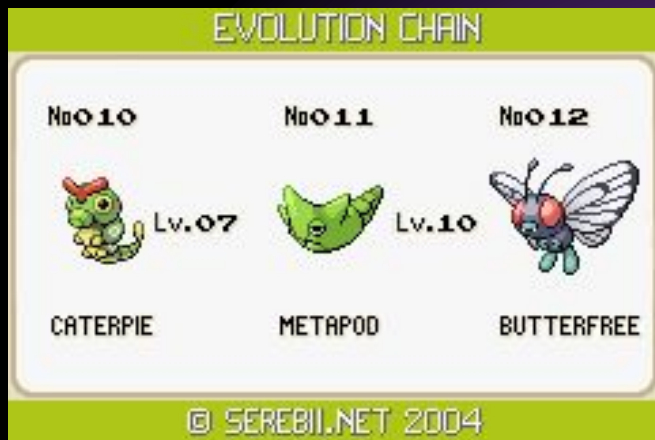 EVOLUTION CHAIN
No010 No011 No012
Lv.07 Lv.10
CATERPIE METAPOD BUTTERFREE
© SEREBII.NET 2004